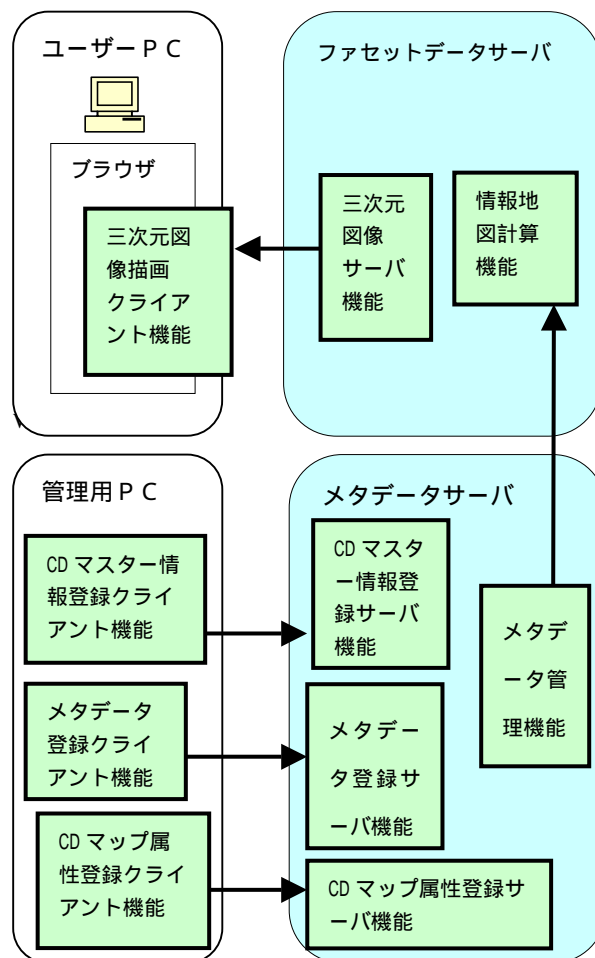 ユーザーＰＣ
ブラウザ
三次元図
像描画
クライア
ント機能
ファセットデータサーバ
三次元
図像
サーバ
機能
情報地
図計算
機能
管理用ＰＣ
CD マスター情
報登録クライ
アント機能
メタデータ
登録クライ
アント機能
CD マップ属
性登録クライ
アント機能
メタデータサーバ
CD マスタ
ー情報登
録サーバ
機能
メタデー
タ登録サ
ーバ機能
CD マップ属性登録サ
ーバ機能
メタデ
ータ管
理機能